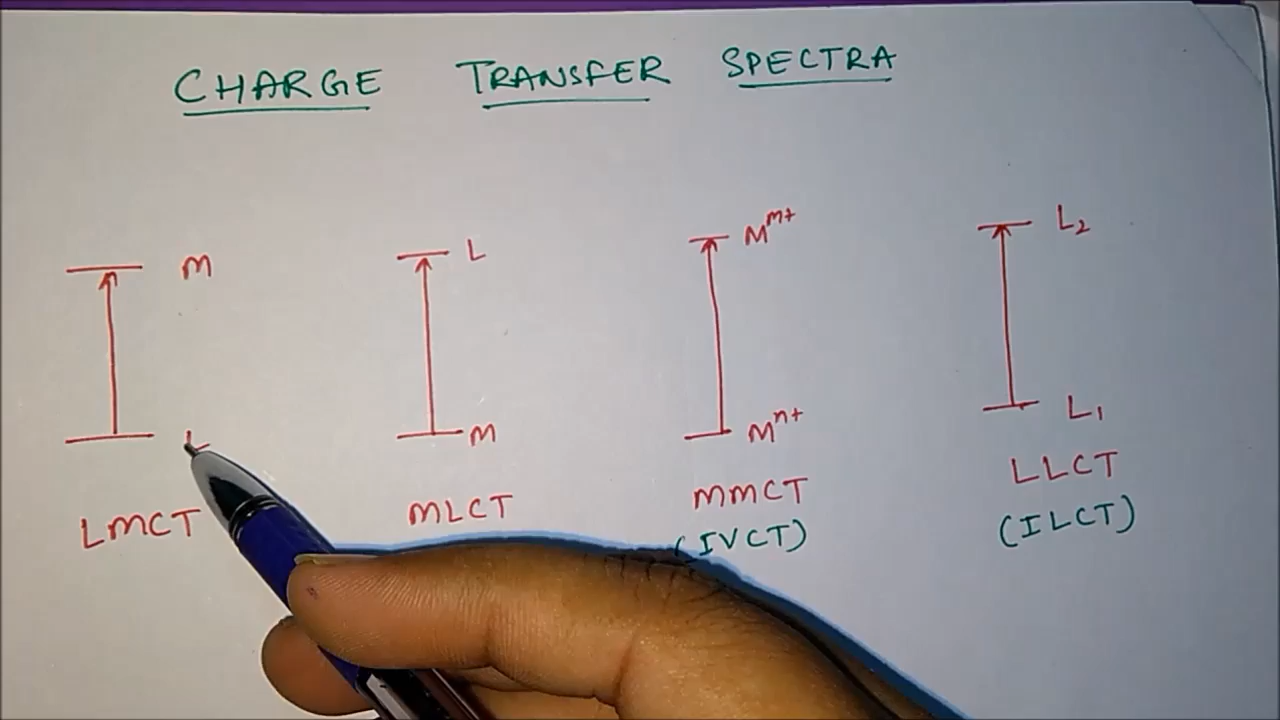 CHARGE TRANSFER SPECTRA
M
L
LMCT
L
M
MLCT
M^m+
M^n+
MMCT
(IVCT)
L₂
L₁
LLCT
(ILCT)